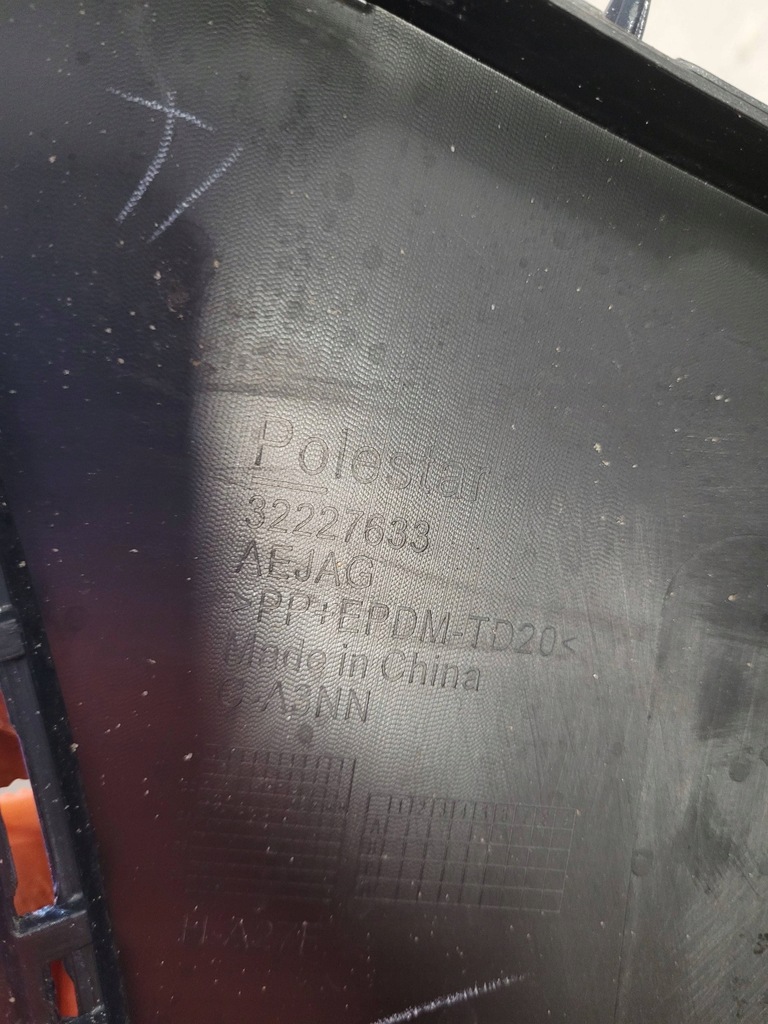 Polestar
32227633
AEJAG
>PP+EPDM-TD20<
Made in China
C-A3NN